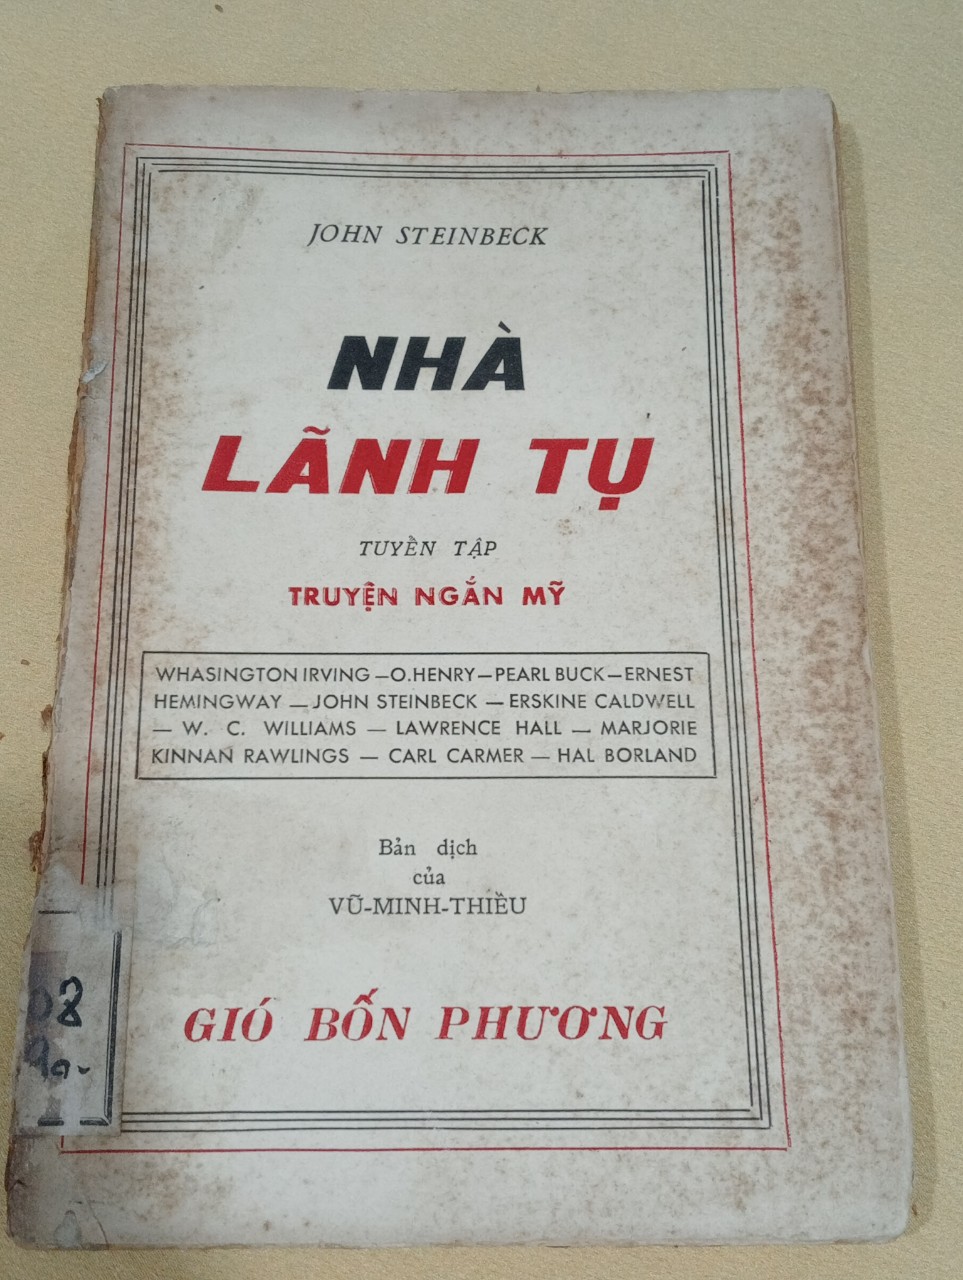 JOHN STEINBECK
NHÀ
LÃNH TỤ
TUYỀN TẬP
TRUYỆN NGẮN MỸ
WHASINGTON IRVING — O. HENRY — PEARL BUCK — ERNEST
HEMINGWAY — JOHN STEINBECK — ERSKINE CALDWELL
— W. C. WILLIAMS — LAWRENCE HALL — MARJORIE
KINNAN RAWLINGS — CARL CARMER — HAL BORLAND
Bản dịch
của
VŨ-MINH-THIỀU
GIÓ BỐN PHƯƠNG
08